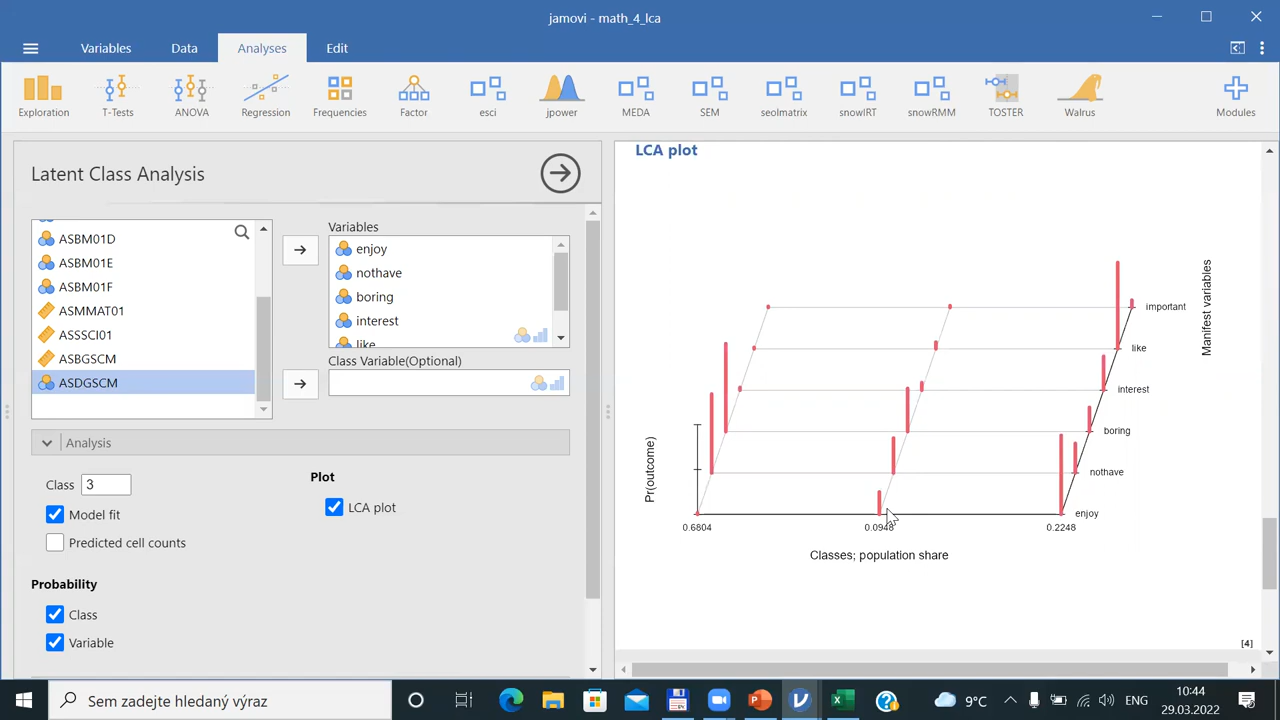 jamovi - math_4_lca
Variables Data Analyses Edit
Exploration T-Tests ANOVA Regression Frequencies Factor esci jpower MEDA SEM seolmatrix snowIRT snowRMM TOSTER Walrus Modules
Latent Class Analysis
ASBM01D
ASBM01E
ASBM01F
ASMMAT01
ASSSCI01
ASBGSCM
ASDGSCM
Variables
enjoy
nothave
boring
interest
like
Class Variable(Optional)
Analysis
Class 3
Model fit
Predicted cell counts
Plot
LCA plot
Probability
Class
Variable
LCA plot
Manifest variables
important
like
interest
boring
nothave
enjoy
Pr(outcome)
0.6804 0.0948 0.2248
Classes; population share
[4]
Sem zadejte hledaný výraz
9°C
ENG
10:44
29.03.2022